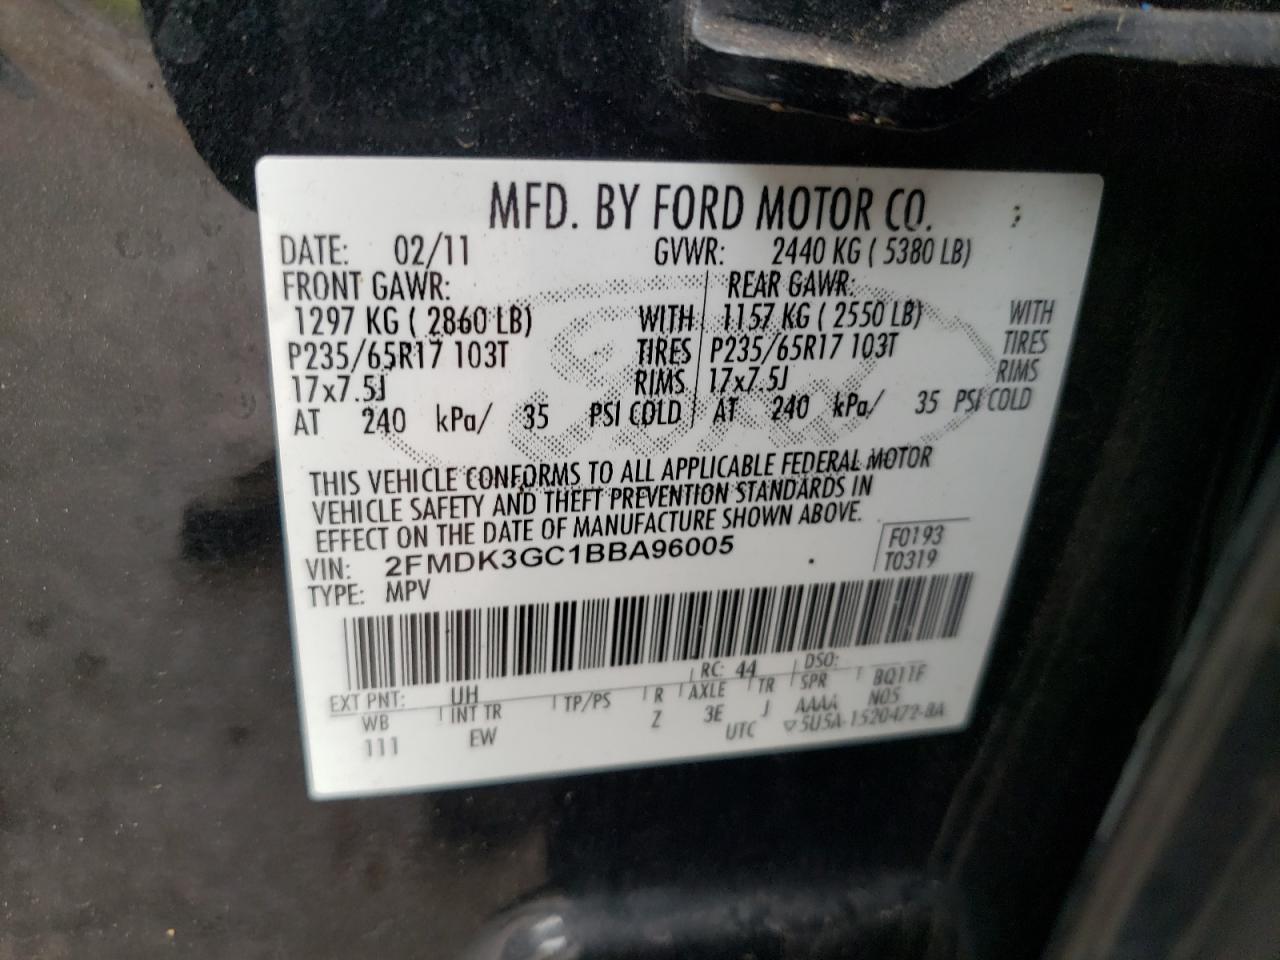 MFD. BY FORD MOTOR CO.
DATE: 02/11 GVWR: 2440 KG ( 5380 LB)
FRONT GAWR: REAR GAWR:
1297 KG ( 2860 LB) WITH 1157 KG ( 2550 LB) WITH
P235/65R17 103T TIRES P235/65R17 103T TIRES
17x7.5J RIMS 17x7.5J RIMS
AT 240 kPa/ 35 PSI COLD AT 240 kPa/ 35 PSI COLD
Ford
THIS VEHICLE CONFORMS TO ALL APPLICABLE FEDERAL MOTOR
VEHICLE SAFETY AND THEFT PREVENTION STANDARDS IN
EFFECT ON THE DATE OF MANUFACTURE SHOWN ABOVE.
VIN: 2FMDK3GC1BBA96005 F0193
TYPE: MPV T0319
EXT PNT: UH RC: 44 DSO:
WB INT TR TP/PS R AXLE TR SPR BQ11F
111 EW Z 3E J AAAA N05
UTC ▽5U5A-1520472-BA